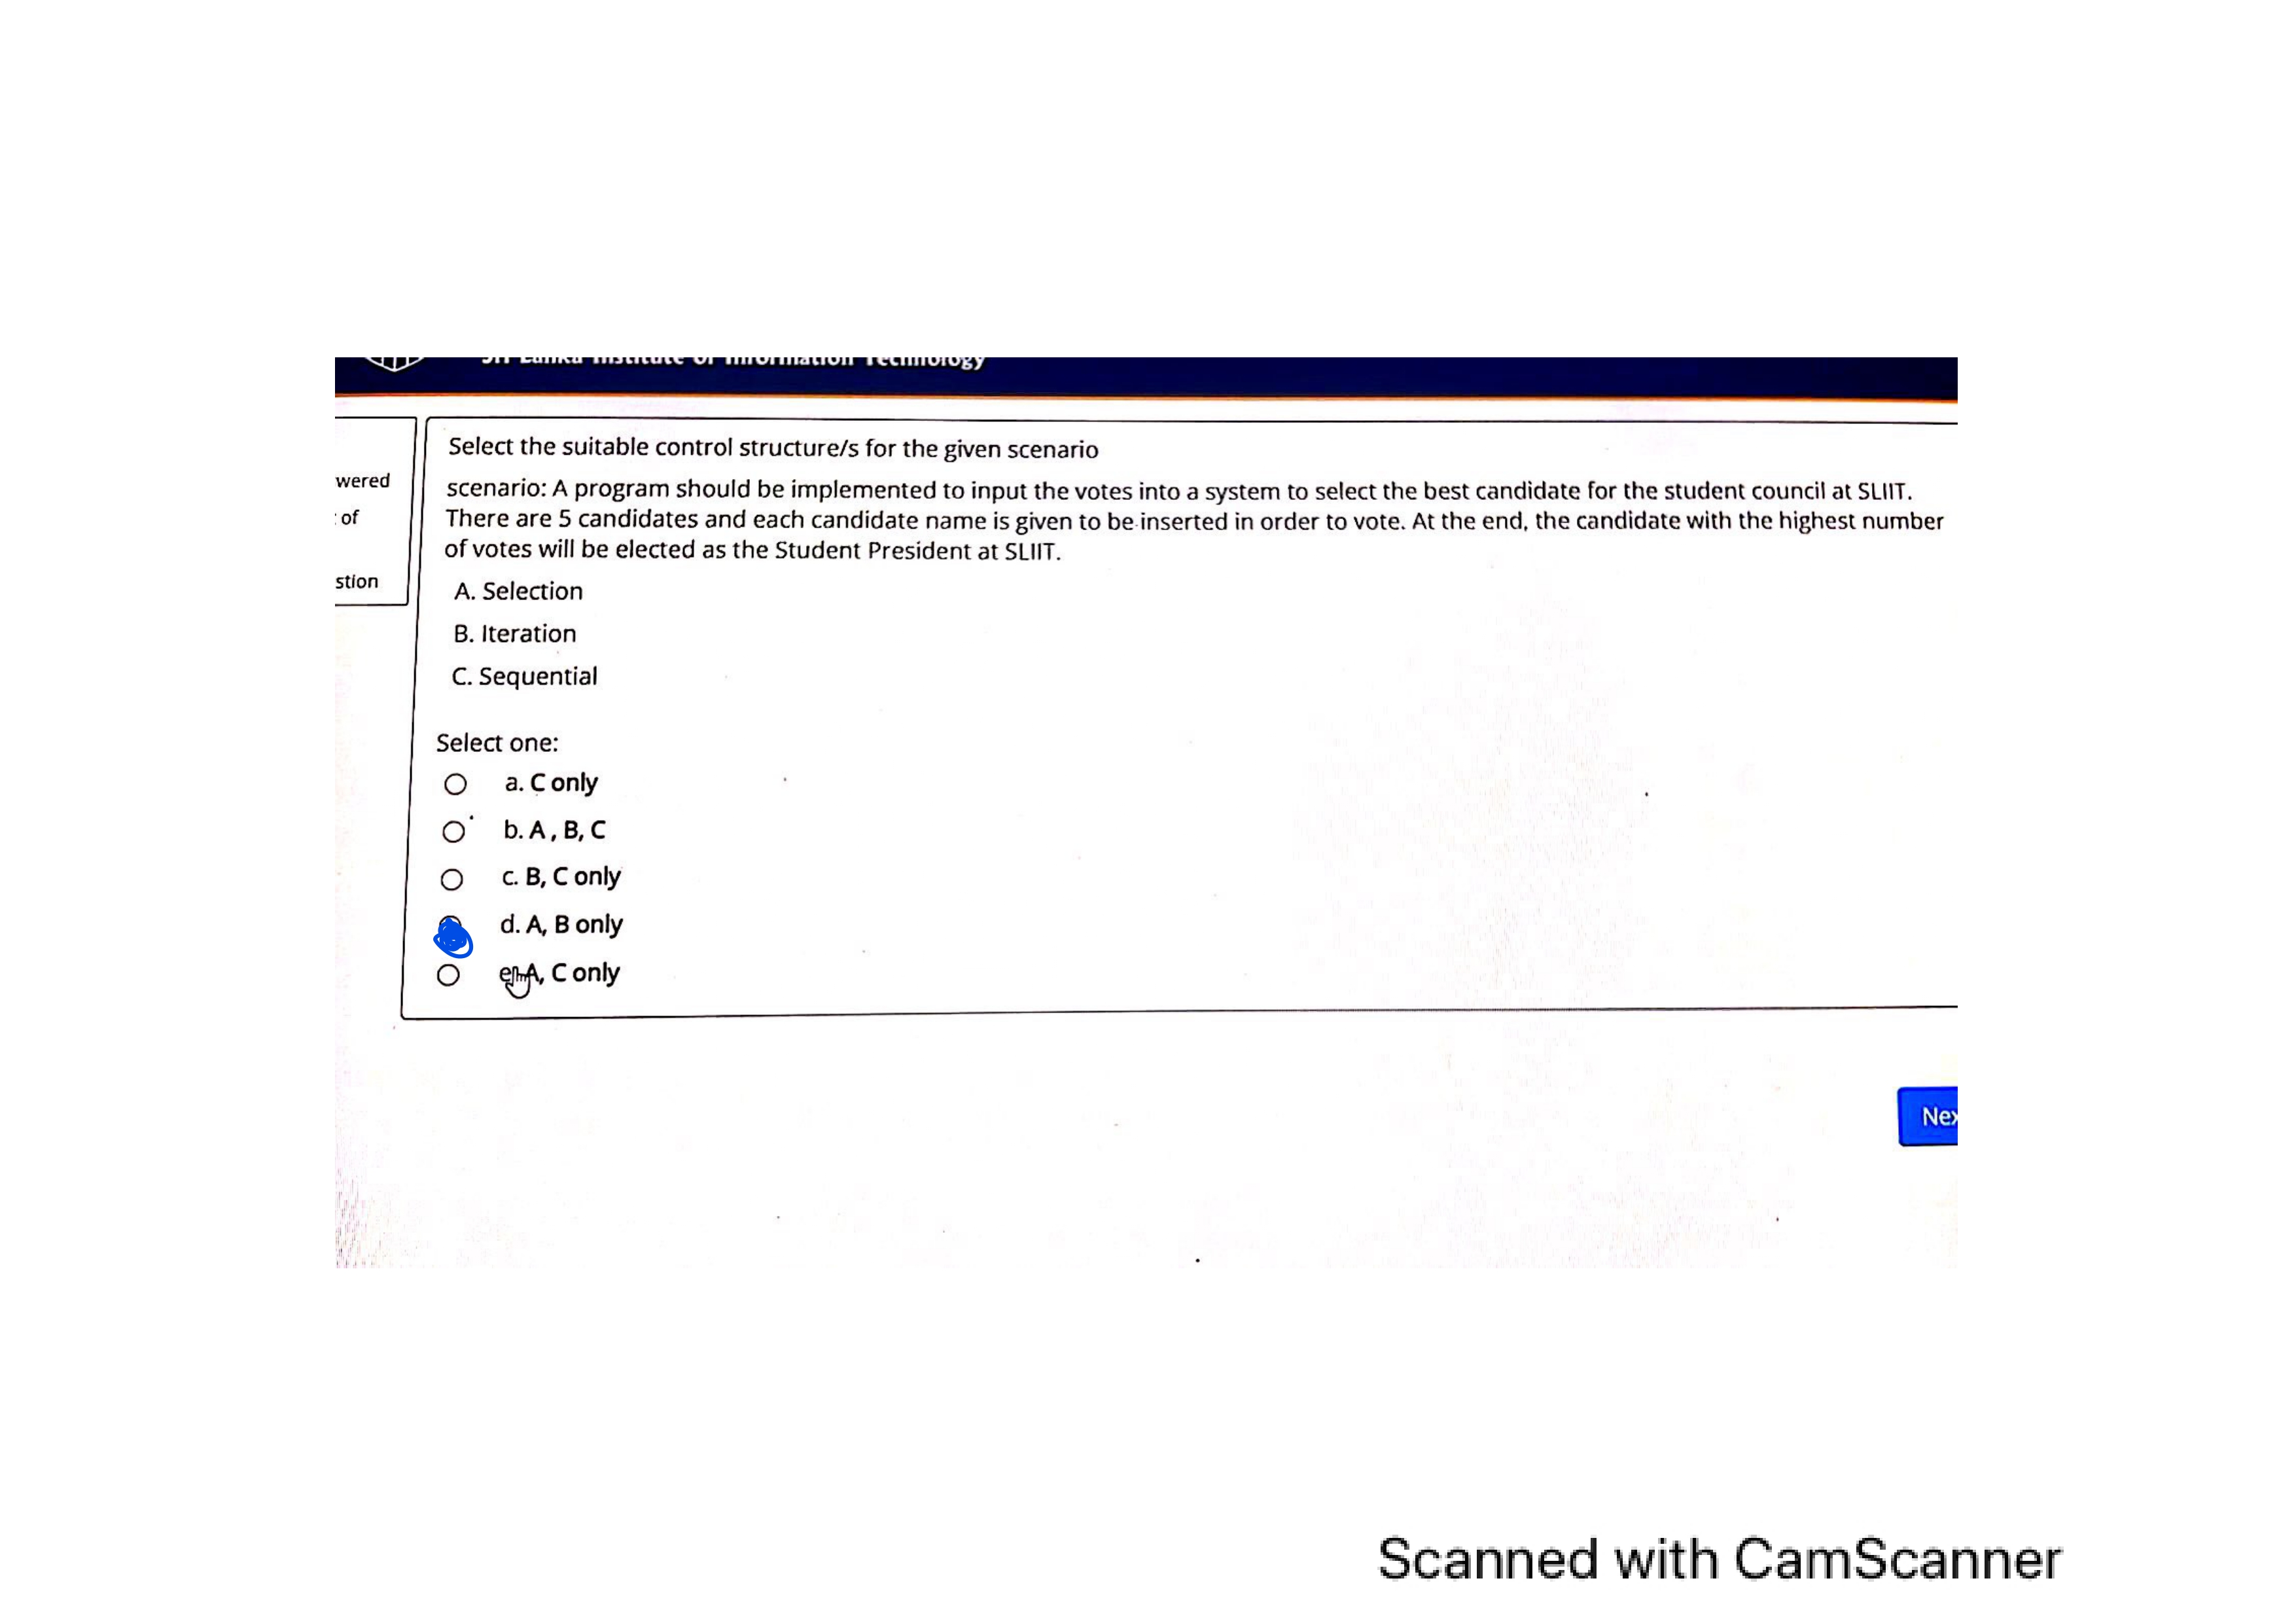 Sri Lanka Institute of Information Technology
wered
of
stion
Select the suitable control structure/s for the given scenario
scenario: A program should be implemented to input the votes into a system to select the best candidate for the student council at SLIIT.
There are 5 candidates and each candidate name is given to be inserted in order to vote. At the end, the candidate with the highest number
of votes will be elected as the Student President at SLIIT.
A. Selection
B. Iteration
C. Sequential
Select one:
a. C only
b. A , B, C
c. B, C only
d. A, B only
e. A, C only
Nex
Scanned with CamScanner